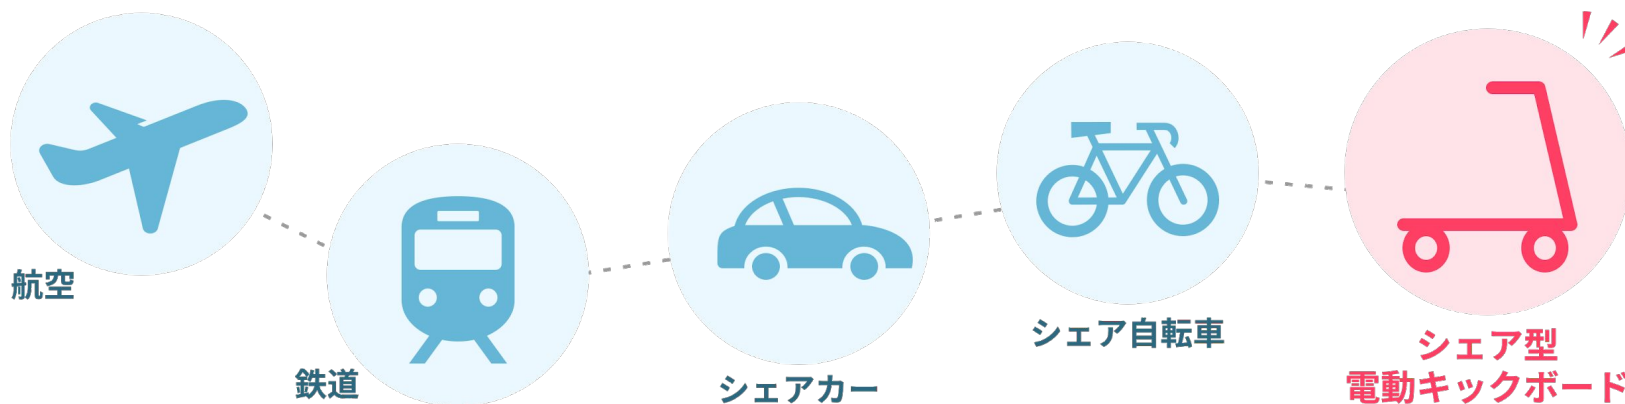 航空
鉄道
シェアカー
シェア自転車
シェア型
電動キックボード